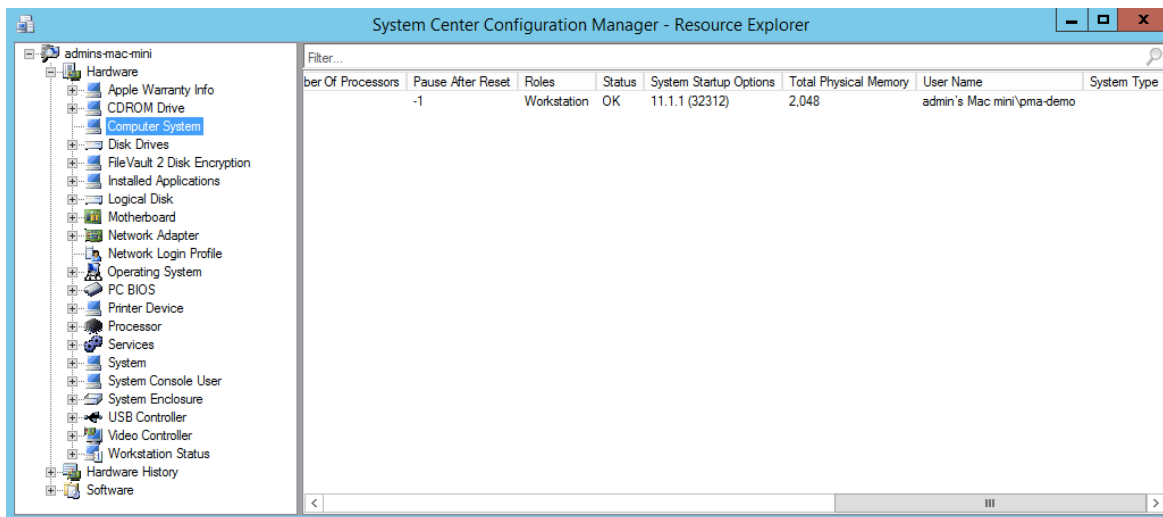 System Center Configuration Manager - Resource Explorer
admins-mac-mini
Hardware
Apple Warranty Info
CDROM Drive
Computer System
Disk Drives
FileVault 2 Disk Encryption
Installed Applications
Logical Disk
Motherboard
Network Adapter
Network Login Profile
Operating System
PC BIOS
Printer Device
Processor
Services
System
System Console User
System Enclosure
USB Controller
Video Controller
Workstation Status
Hardware History
Software
Filter...
ber Of Processors Pause After Reset Roles Status System Startup Options Total Physical Memory User Name System Type
-1 Workstation OK 11.1.1 (32312) 2,048 admin's Mac mini\pma-demo